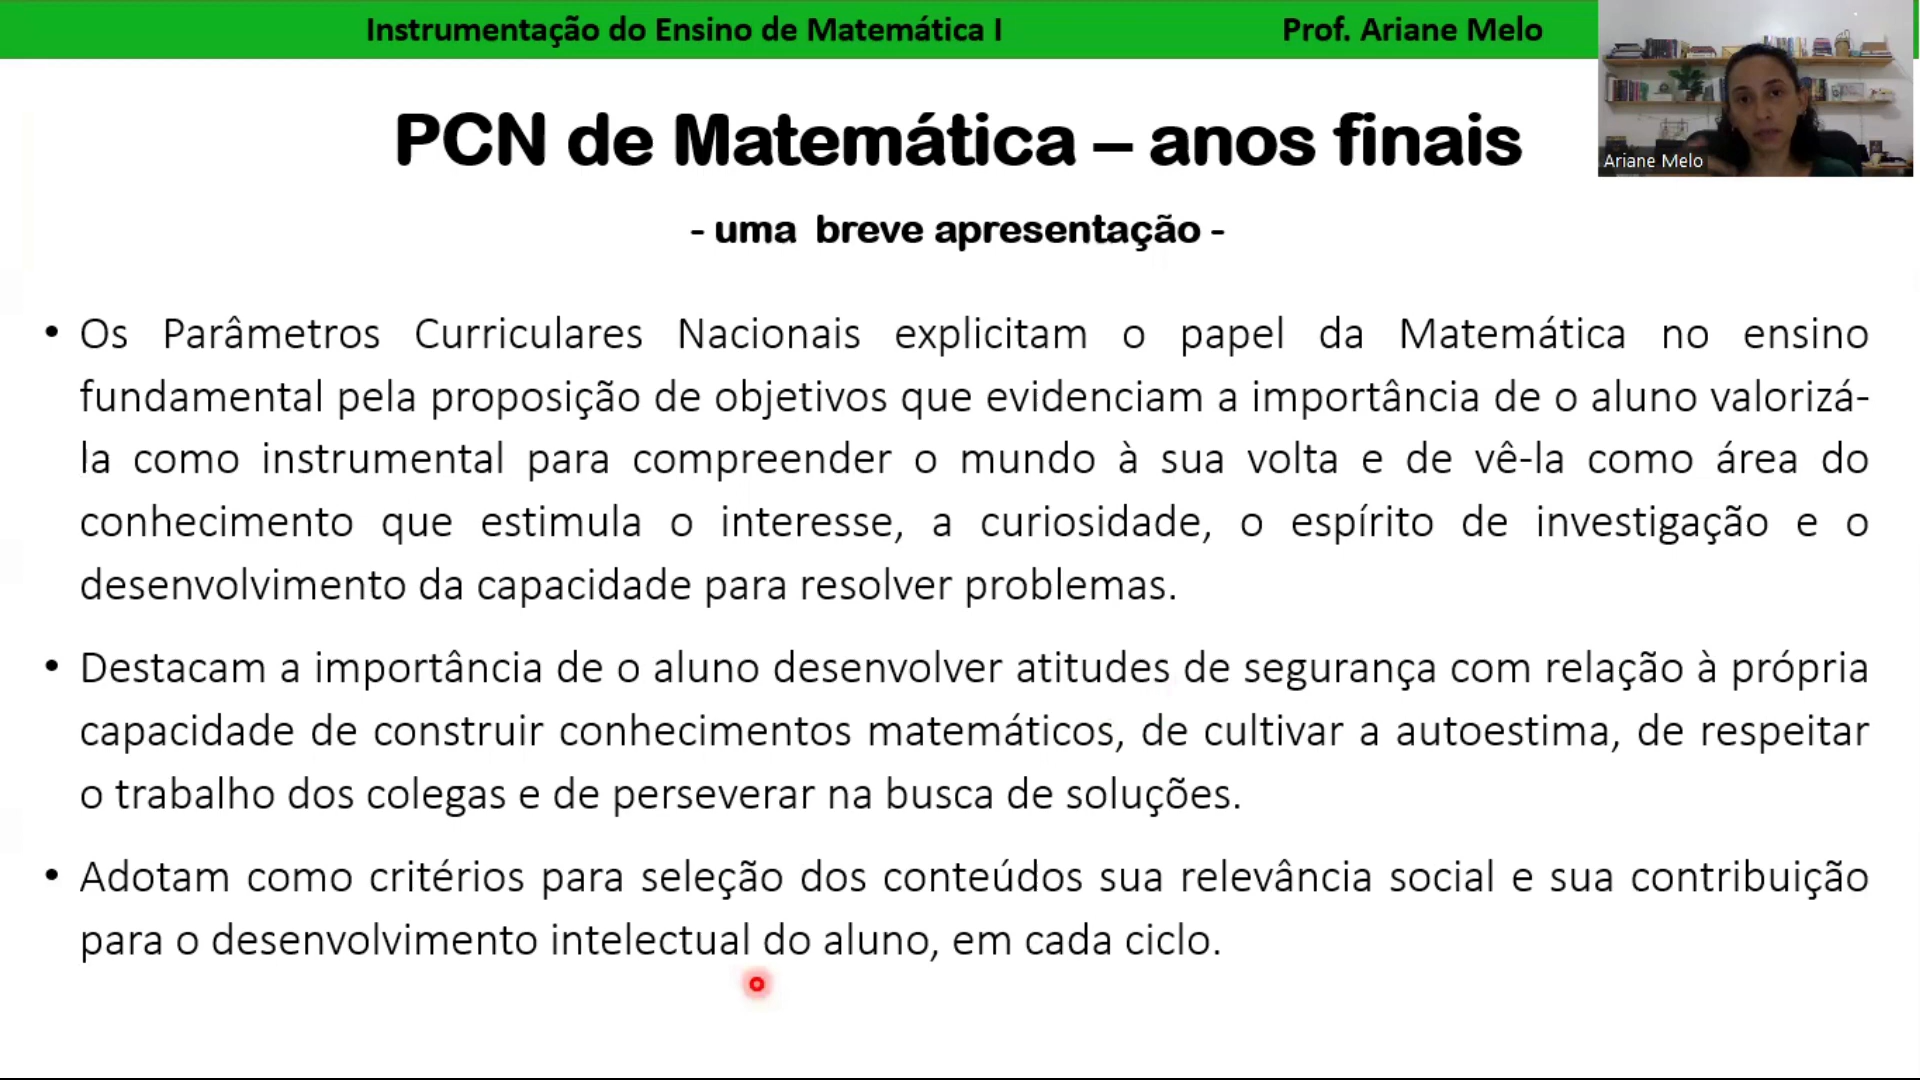 Instrumentação do Ensino de Matemática I Prof. Ariane Melo
Ariane Melo
PCN de Matemática – anos finais
- uma breve apresentação -
• Os Parâmetros Curriculares Nacionais explicitam o papel da Matemática no ensino
fundamental pela proposição de objetivos que evidenciam a importância de o aluno valorizá-
la como instrumental para compreender o mundo à sua volta e de vê-la como área do
conhecimento que estimula o interesse, a curiosidade, o espírito de investigação e o
desenvolvimento da capacidade para resolver problemas.
• Destacam a importância de o aluno desenvolver atitudes de segurança com relação à própria
capacidade de construir conhecimentos matemáticos, de cultivar a autoestima, de respeitar
o trabalho dos colegas e de perseverar na busca de soluções.
• Adotam como critérios para seleção dos conteúdos sua relevância social e sua contribuição
para o desenvolvimento intelectual do aluno, em cada ciclo.